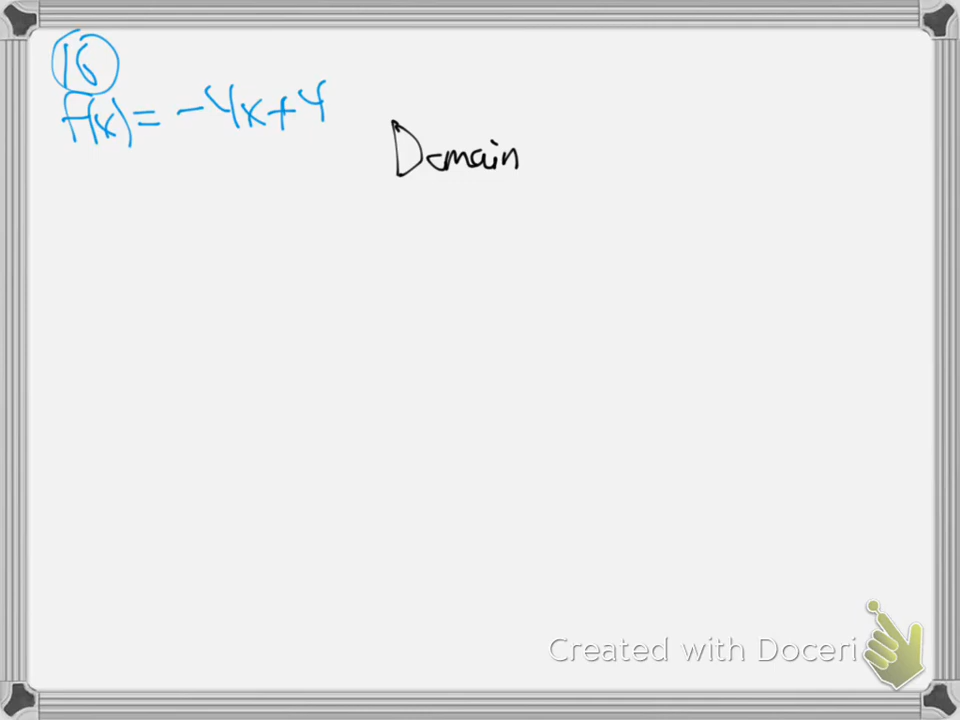 16
f(x) = -4x+4
Domain
Created with Doceri